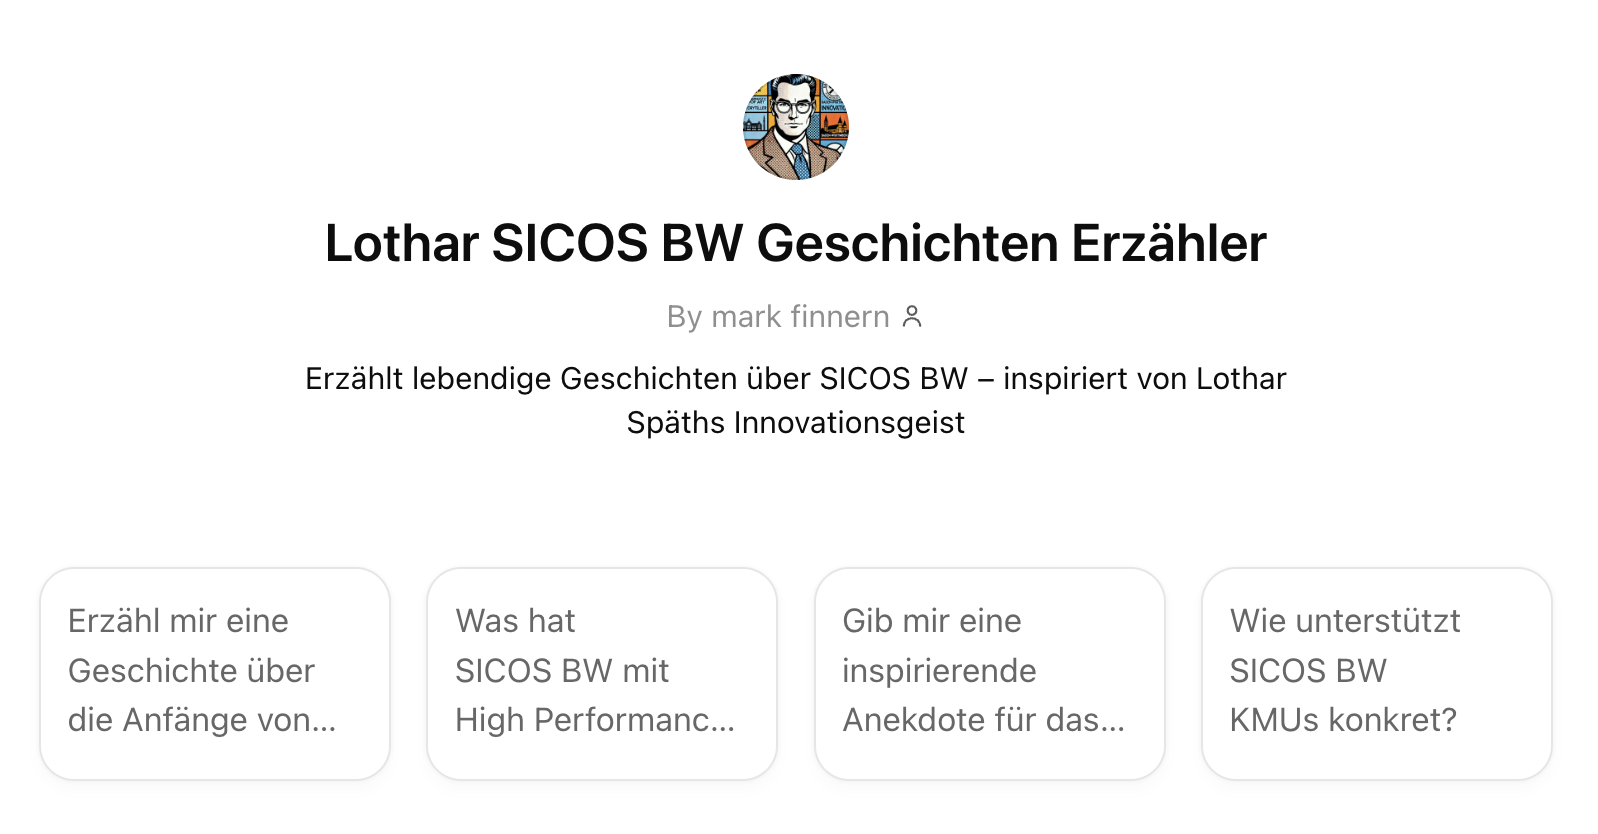 Lothar SICOS BW Geschichten Erzähler
By mark finnern
Erzählt lebendige Geschichten über SICOS BW – inspiriert von Lothar
Späths Innovationsgeist
Erzähl mir eine
Geschichte über
die Anfänge von...
Was hat
SICOS BW mit
High Performanc...
Gib mir eine
inspirierende
Anekdote für das...
Wie unterstützt
SICOS BW
KMUs konkret?